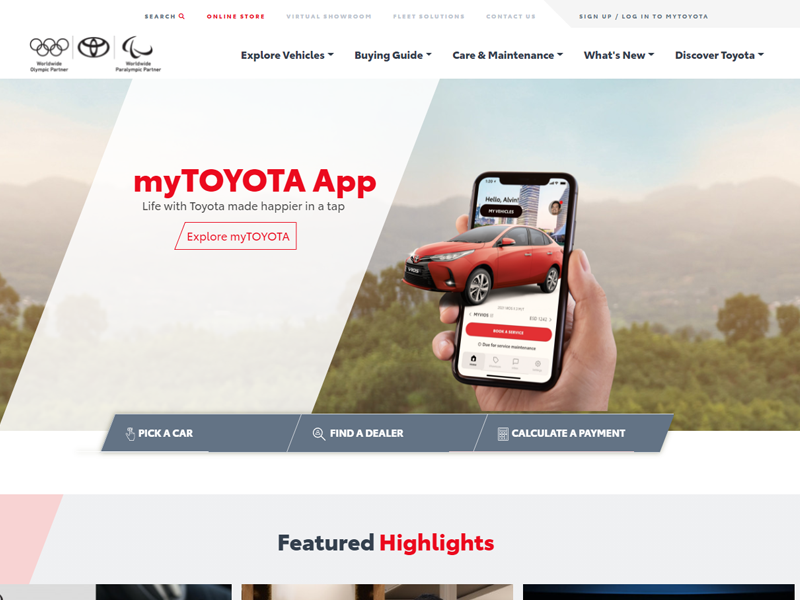 SEARCH
ONLINE STORE
VIRTUAL SHOWROOM
FLEET SOLUTIONS
CONTACT US
SIGN UP / LOG IN TO MYTOYOTA
Worldwide
Olympic Partner
Worldwide
Paralympic Partner
Explore Vehicles
Buying Guide
Care & Maintenance
What's New
Discover Toyota
myTOYOTA App
Life with Toyota made happier in a tap
Explore myTOYOTA
Hello, Alvin!
MY VEHICLES
VIOS
MYVIOS
BOOK A SERVICE
Due for service maintenance
PICK A CAR
FIND A DEALER
CALCULATE A PAYMENT
Featured Highlights